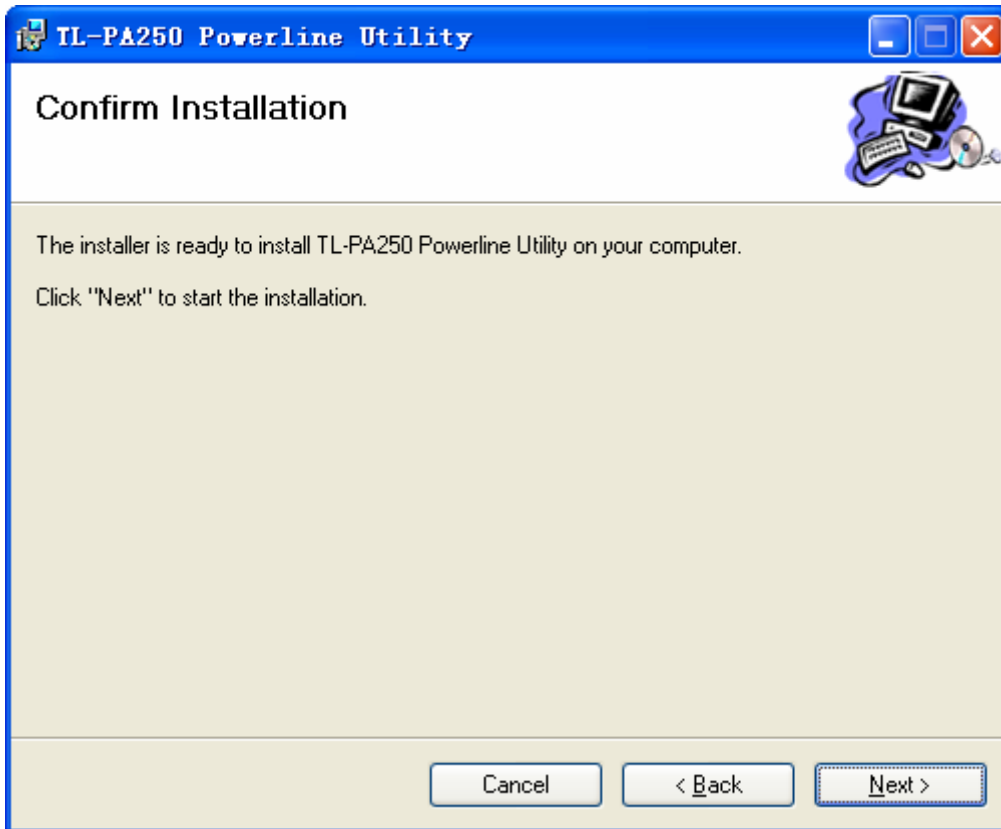 TL-PA250 Powerline Utility
Confirm Installation
The installer is ready to install TL-PA250 Powerline Utility on your computer.
Click "Next" to start the installation.
Cancel
< Back
Next >